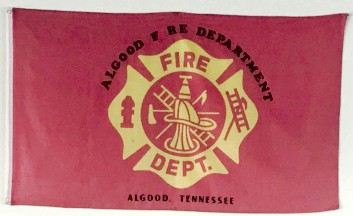 ALGOOD F RE DEPARTMENT
FIRE
DEPT.
ALGOOD, TENNESSEE